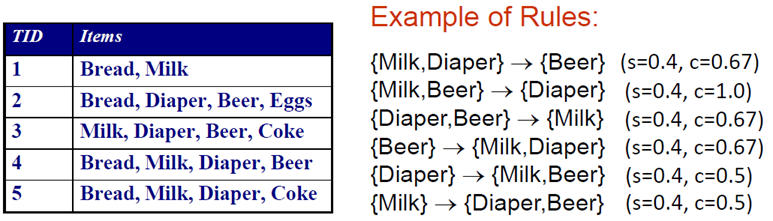 TID Items
1 Bread, Milk
2 Bread, Diaper, Beer, Eggs
3 Milk, Diaper, Beer, Coke
4 Bread, Milk, Diaper, Beer
5 Bread, Milk, Diaper, Coke
Example of Rules:
{Milk,Diaper} → {Beer} (s=0.4, c=0.67)
{Milk,Beer} → {Diaper} (s=0.4, c=1.0)
{Diaper,Beer} → {Milk} (s=0.4, c=0.67)
{Beer} → {Milk,Diaper} (s=0.4, c=0.67)
{Diaper} → {Milk,Beer} (s=0.4, c=0.5)
{Milk} → {Diaper,Beer} (s=0.4, c=0.5)